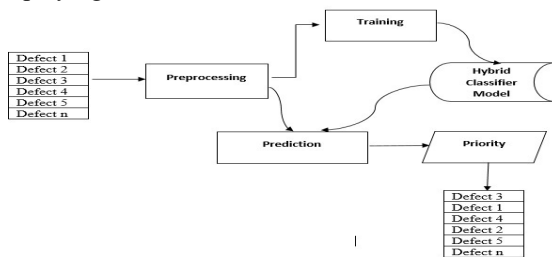 Training
Defect 1
Defect 2
Defect 3
Defect 4
Defect 5
Defect n
Preprocessing
Hybrid
Classifier
Model
Prediction
Priority
Defect 3
Defect 1
Defect 4
Defect 2
Defect 5
Defect n